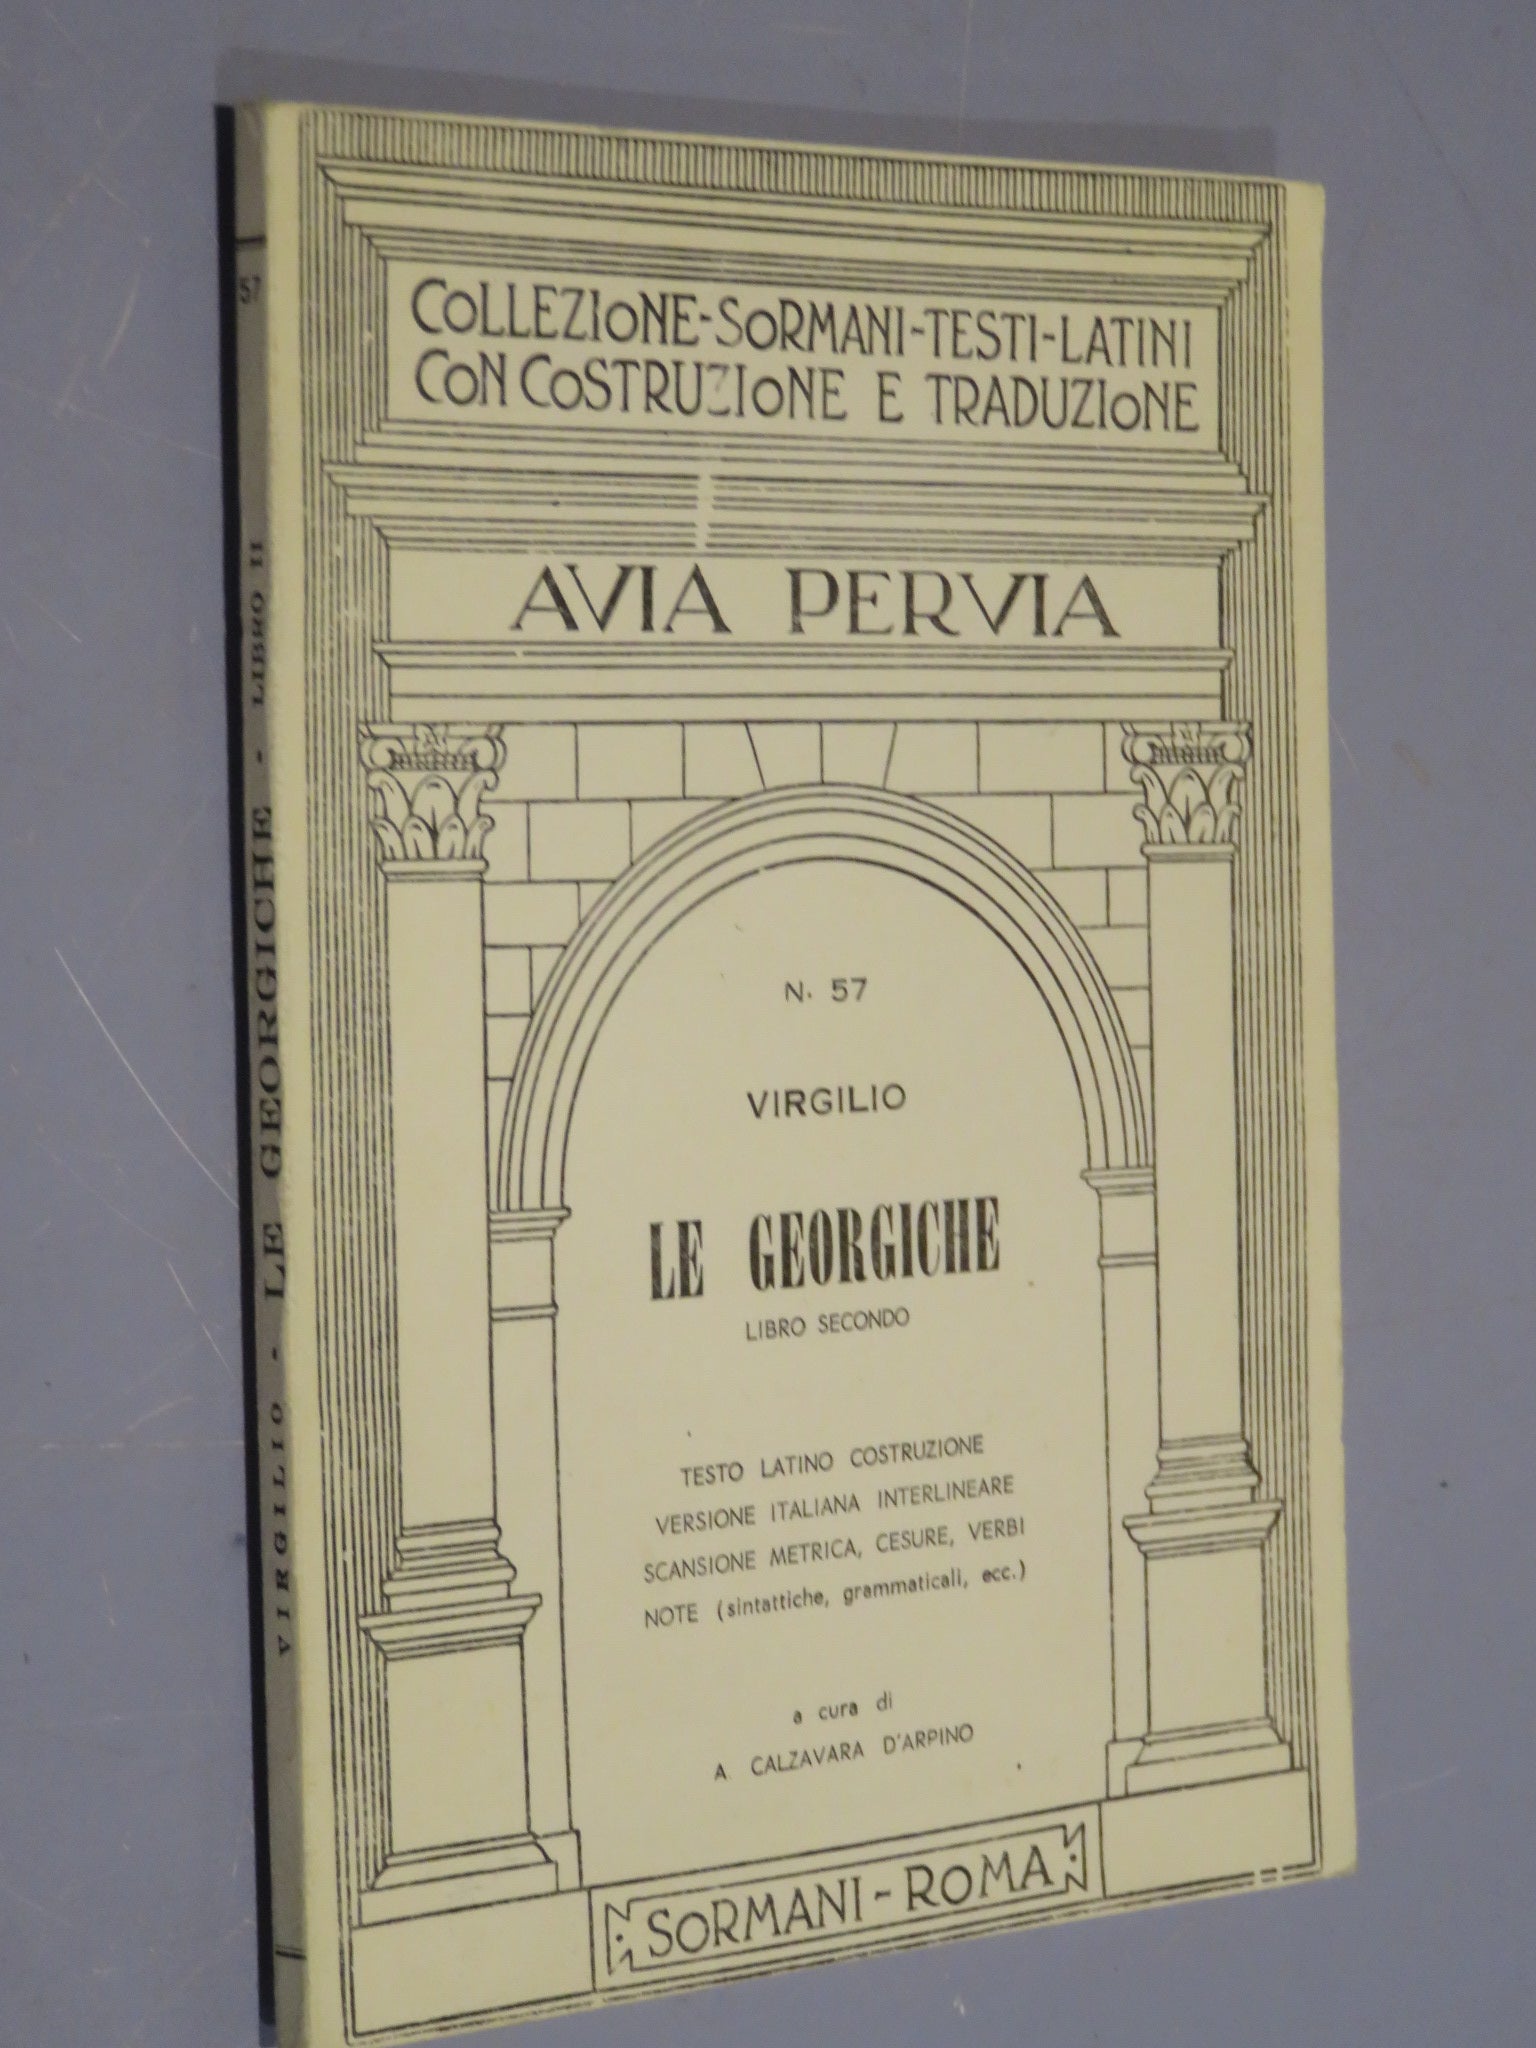 COLLEZIONE-SORMANI-TESTI-LATINI
CON COSTRUZIONE E TRADUZIONE
AVIA PERVIA
N. 57
VIRGILIO
LE GEORGICHE
LIBRO SECONDO
TESTO LATINO COSTRUZIONE
VERSIONE ITALIANA INTERLINEARE
SCANSIONE METRICA, CESURE, VERBI
NOTE (sintattiche, grammaticali, ecc.)
a cura di
A. CALZAVARA D'ARPINO
SORMANI-ROMA
57
VIRGILIO - LE GEORGICHE - LIBRO II